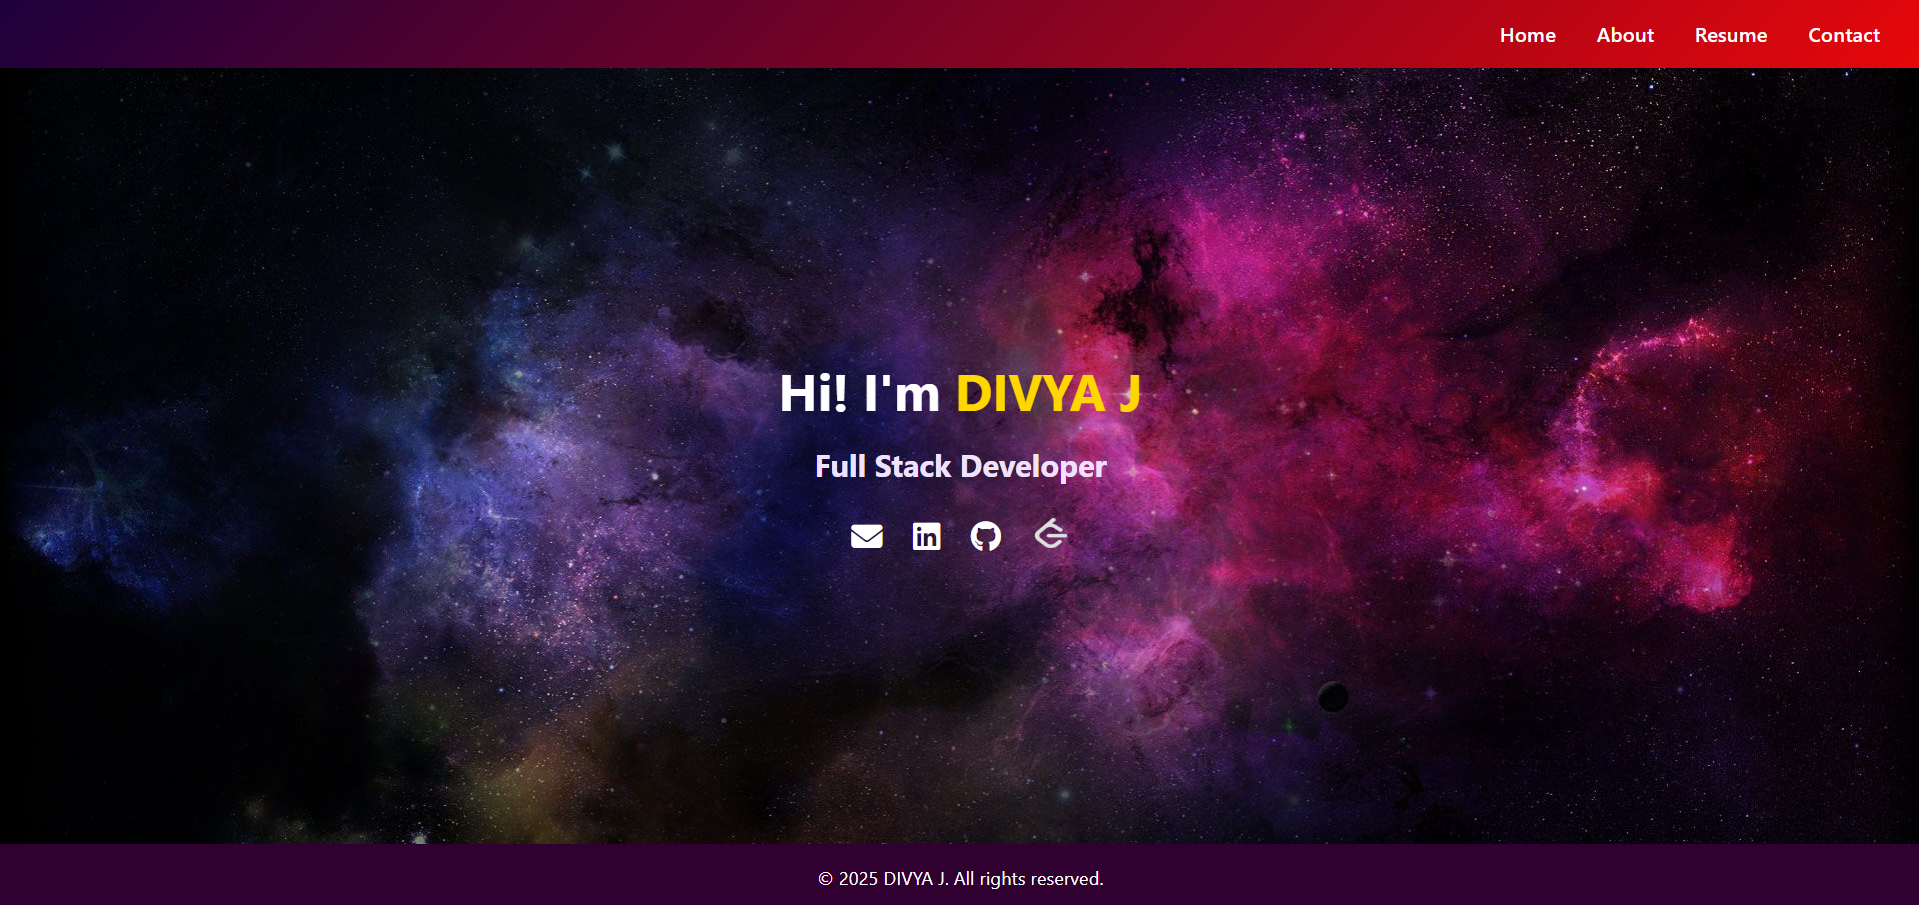 Home About Resume Contact
Hi! I'm DIVYA J
Full Stack Developer
© 2025 DIVYA J. All rights reserved.